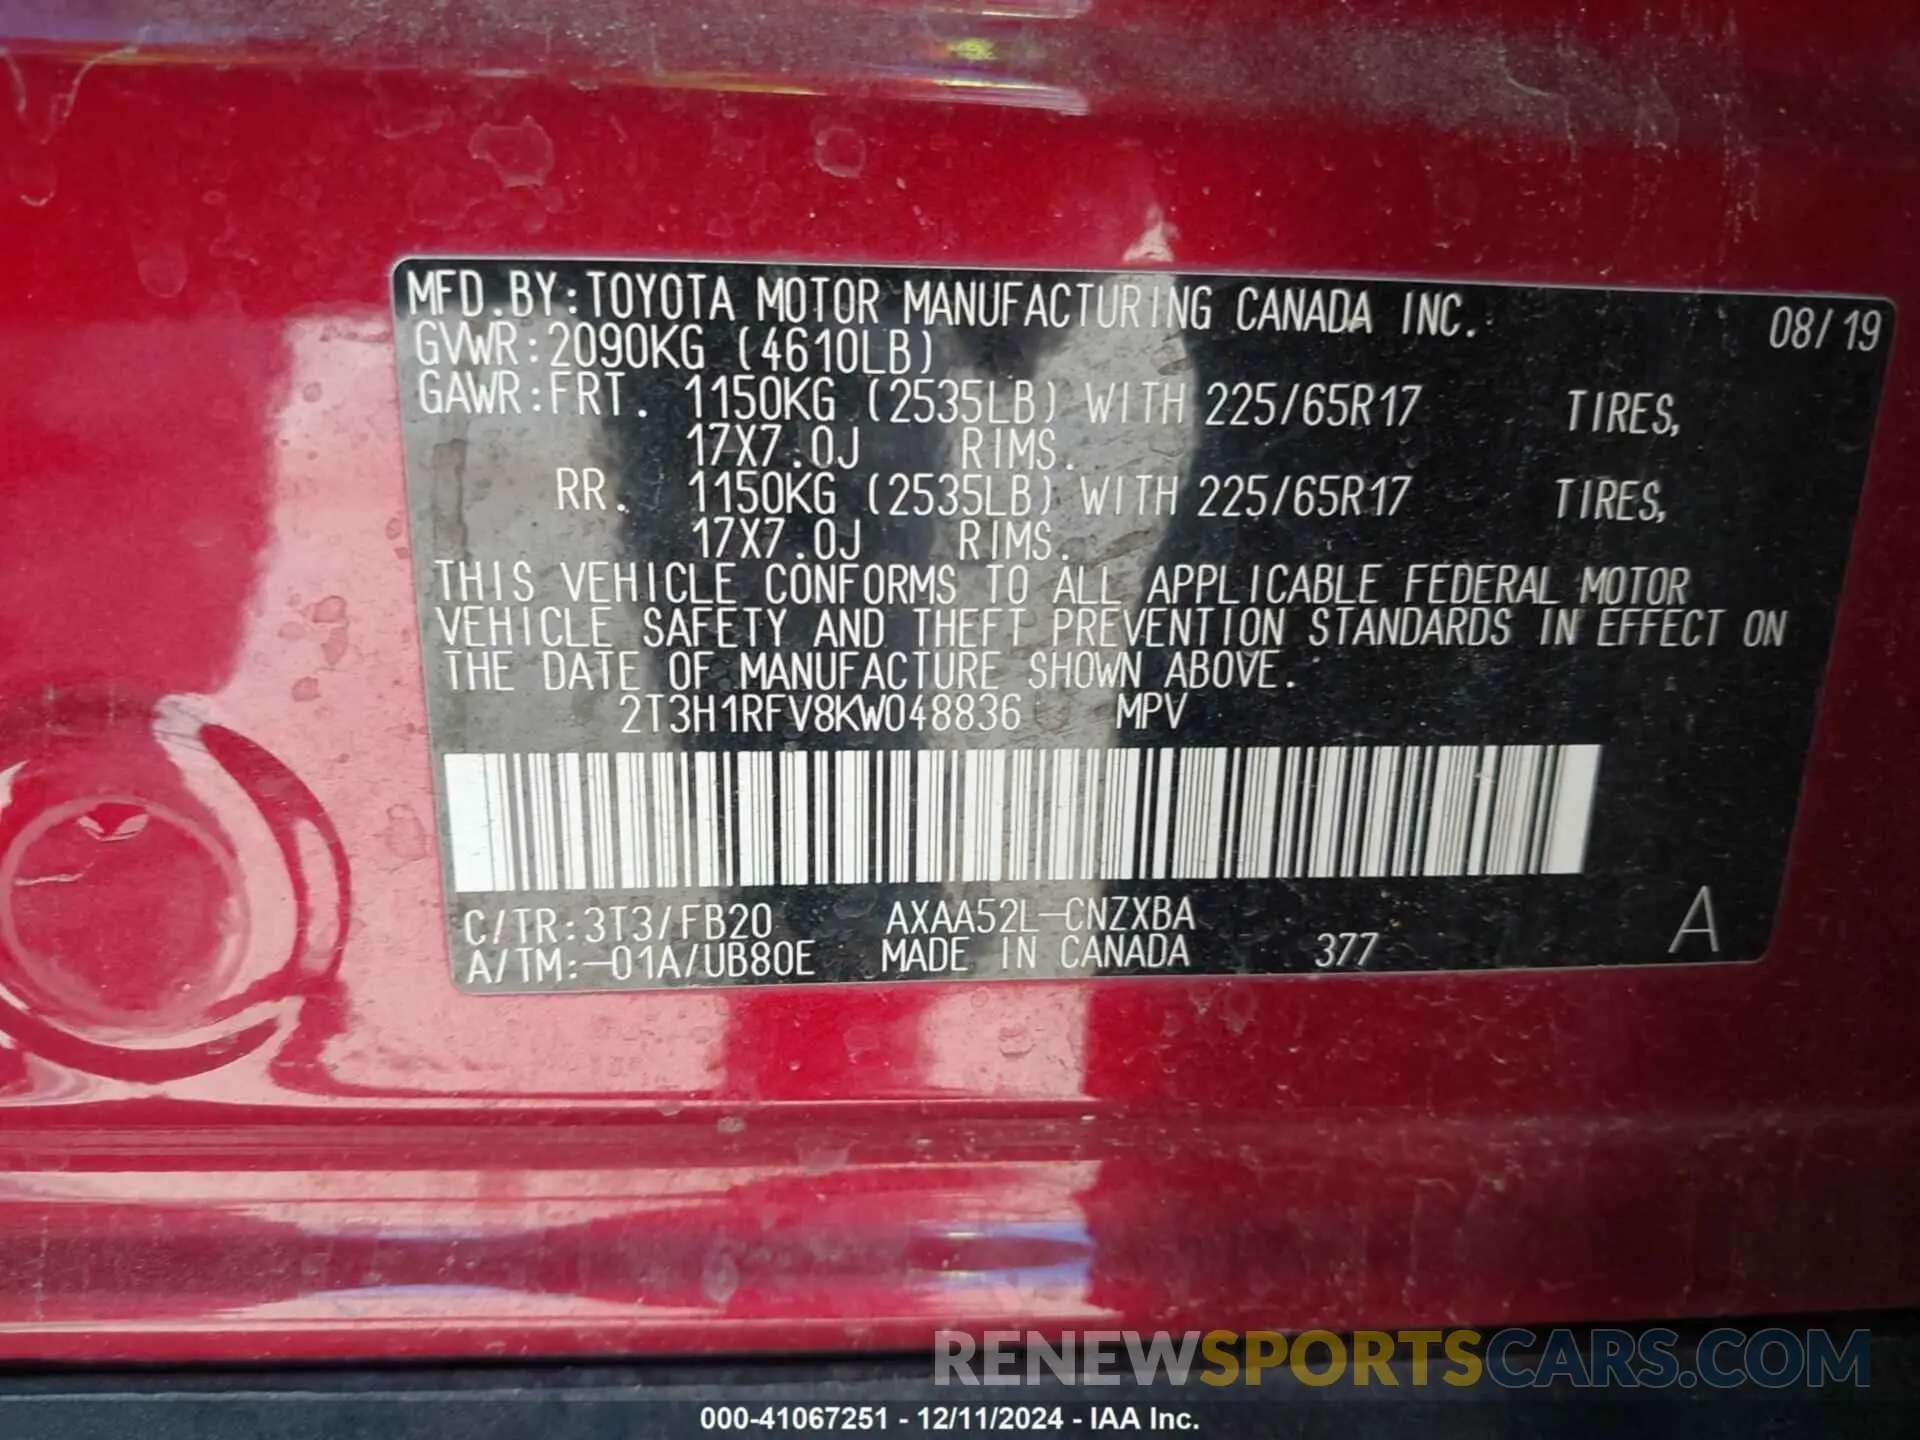 MFD.BY:TOYOTA MOTOR MANUFACTURING CANADA INC. 08/19
GVWR:2090KG (4610LB)
GAWR:FRT. 1150KG (2535LB) WITH 225/65R17 TIRES,
17X7.0J RIMS.
RR. 1150KG (2535LB) WITH 225/65R17 TIRES,
17X7.0J RIMS.
THIS VEHICLE CONFORMS TO ALL APPLICABLE FEDERAL MOTOR
VEHICLE SAFETY AND THEFT PREVENTION STANDARDS IN EFFECT ON
THE DATE OF MANUFACTURE SHOWN ABOVE.
2T3H1RFV8KW048836 MPV
C/TR:3T3/FB20 AXAA52L-CNZXBA
A/TM:-01A/UB80E MADE IN CANADA 377 A
RENEWSPORTSCARS.COM
000-41067251 - 12/11/2024 - IAA Inc.